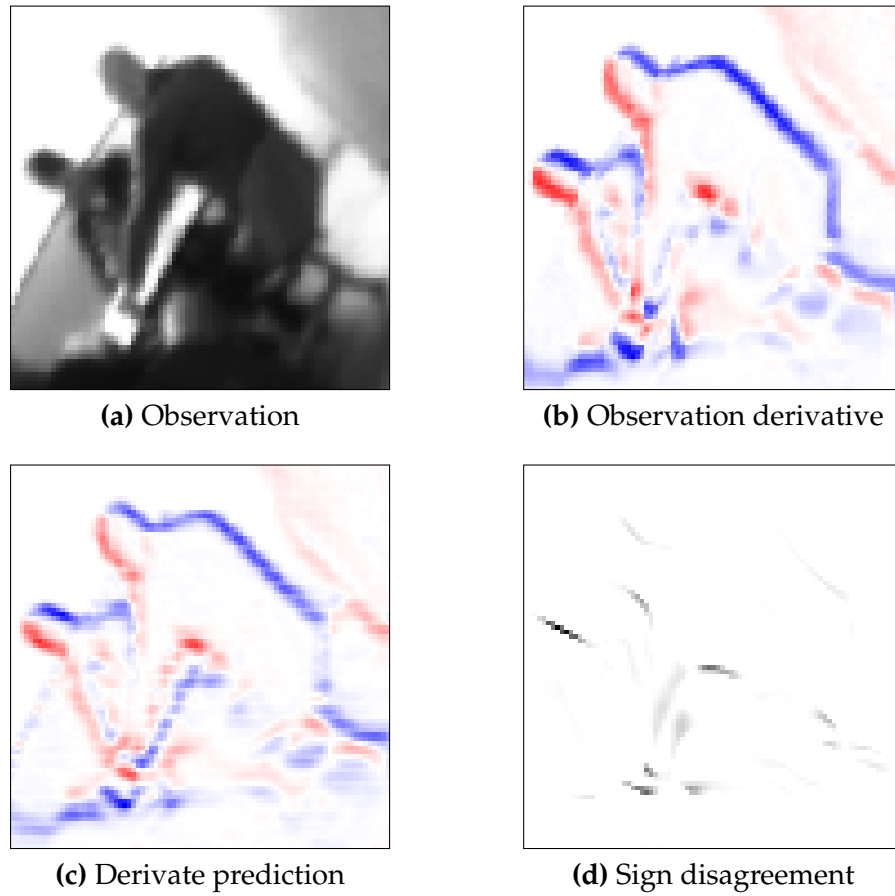 (a) Observation
(b) Observation derivative
(c) Derivate prediction
(d) Sign disagreement